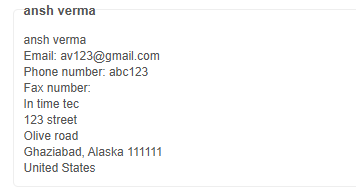 ansh verma
ansh verma
Email: av123@gmail.com
Phone number: abc123
Fax number:
In time tec
123 street
Olive road
Ghaziabad, Alaska 111111
United States